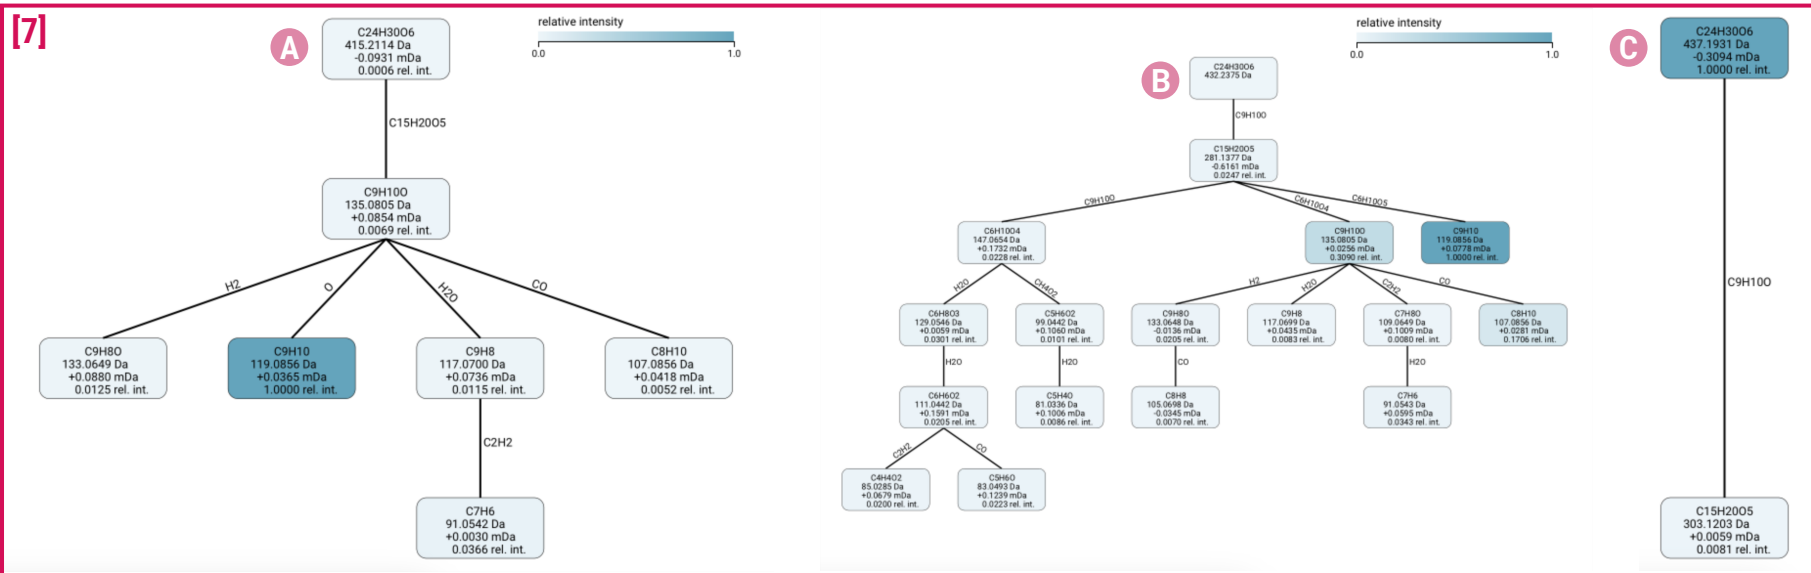 [7]
A
C24H30O6
415.2114 Da
-0.0931 mDa
0.0006 rel. int.
relative intensity
0.0
1.0
C15H20O5
C9H10O
135.0805 Da
+0.0854 mDa
0.0069 rel. int.
H2
O
H2O
CO
C9H8O
133.0649 Da
+0.0880 mDa
0.0125 rel. int.
C9H10
119.0856 Da
+0.0365 mDa
1.0000 rel. int.
C9H8
117.0700 Da
+0.0736 mDa
0.0115 rel. int.
C8H10
107.0856 Da
+0.0418 mDa
0.0052 rel. int.
C2H2
C7H6
91.0542 Da
+0.0030 mDa
0.0366 rel. int.
B
relative intensity
0.0
1.0
C24H30O6
432.2375 Da
C9H10O
C15H20O5
281.1377 Da
-0.6161 mDa
0.0247 rel. int.
C9H10O
C6H10O4
C6H10O5
C6H10O4
147.0654 Da
+0.1732 mDa
0.0228 rel. int.
C9H10O
135.0805 Da
+0.0256 mDa
0.3090 rel. int.
C9H10
119.0856 Da
+0.0778 mDa
1.0000 rel. int.
H2O
CH4O2
H2
H2O
C2H2
CO
C6H8O3
129.0546 Da
+0.0059 mDa
0.0301 rel. int.
C5H6O2
99.0442 Da
+0.1060 mDa
0.0101 rel. int.
C9H8O
133.0648 Da
-0.0136 mDa
0.0205 rel. int.
C9H8
117.0699 Da
+0.0435 mDa
0.0083 rel. int.
C7H8O
109.0649 Da
+0.1009 mDa
0.0080 rel. int.
C8H10
107.0856 Da
+0.0281 mDa
0.1706 rel. int.
H2O
H2O
CO
H2O
C6H6O2
111.0442 Da
+0.1591 mDa
0.0205 rel. int.
C5H4O
81.0336 Da
+0.1006 mDa
0.0086 rel. int.
C8H8
105.0698 Da
-0.0345 mDa
0.0070 rel. int.
C7H6
91.0543 Da
+0.0595 mDa
0.0343 rel. int.
C2H2
CO
C4H4O2
85.0285 Da
+0.0679 mDa
0.0200 rel. int.
C5H6O
83.0493 Da
+0.1239 mDa
0.0223 rel. int.
C
C24H30O6
437.1931 Da
-0.3094 mDa
1.0000 rel. int.
C9H10O
C15H20O5
303.1203 Da
+0.0059 mDa
0.0081 rel. int.